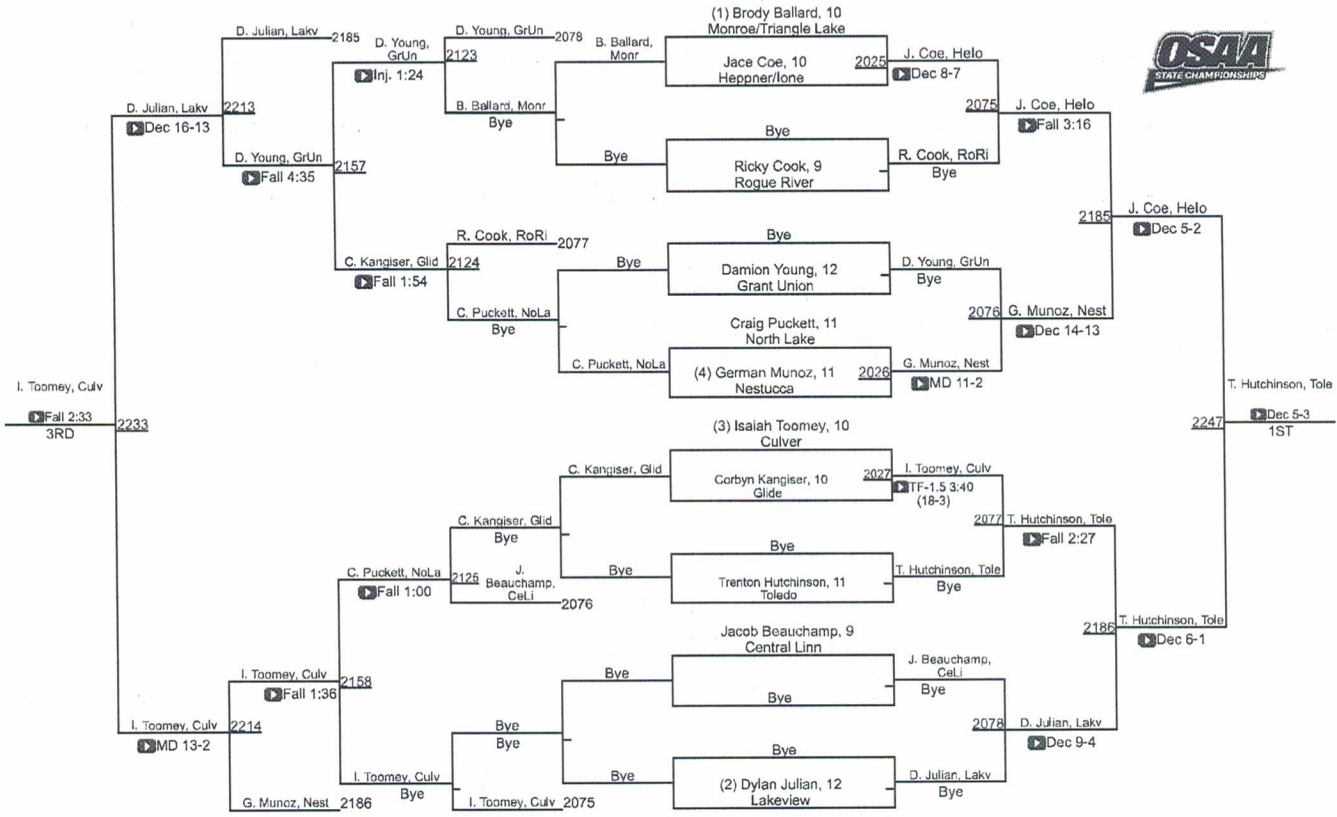 (1) Brody Ballard, 10
Monroe/Triangle Lake
Jace Coe, 10
Heppner/Ione
2025
Bye
Ricky Cook, 9
Rogue River
Bye
Damion Young, 12
Grant Union
Craig Puckett, 11
North Lake
(4) German Munoz, 11
Nestucca
2026
(3) Isaiah Toomey, 10
Culver
Corbyn Kangiser, 10
Glide
2027
Bye
Trenton Hutchinson, 11
Toledo
Jacob Beauchamp, 9
Central Linn
Bye
Bye
(2) Dylan Julian, 12
Lakeview
J. Coe, Helo
Dec 8-7
R. Cook, RoRi
Bye
D. Young, GrUn
Bye
G. Munoz, Nest
MD 11-2
I. Toomey, Culv
TF-1.5 3:40
(18-3)
T. Hutchinson, Tole
Bye
J. Beauchamp,
CeLi
Bye
D. Julian, Lakv
Bye
2075
J. Coe, Helo
Fall 3:16
2076
G. Munoz, Nest
Dec 14-13
2077
T. Hutchinson, Tole
Fall 2:27
2078
D. Julian, Lakv
Dec 9-4
2185
J. Coe, Helo
Dec 5-2
2186
T. Hutchinson, Tole
Dec 6-1
2247
T. Hutchinson, Tole
Dec 5-3
1ST
OSAA
STATE CHAMPIONSHIPS
B. Ballard,
Monr
Bye
Bye
C. Puckett, NoLa
C. Kangiser, Glid
Bye
Bye
Bye
D. Young, GrUn
2078
B. Ballard, Monr
Bye
R. Cook, RoRi
2077
C. Puckett, NoLa
Bye
C. Kangiser, Glid
Bye
J.
Beauchamp,
CeLi
2076
Bye
Bye
I. Toomey, Culv
2075
D. Young,
GrUn
2123
Inj. 1:24
C. Kangiser, Glid
2124
Fall 1:54
C. Puckett, NoLa
2125
Fall 1:00
I. Toomey, Culv
Bye
D. Julian, Lakv
2185
D. Young, GrUn
2157
Fall 4:35
I. Toomey, Culv
2158
Fall 1:36
G. Munoz, Nest
2186
D. Julian, Lakv
2213
Dec 16-13
I. Toomey, Culv
2214
MD 13-2
I. Toomey, Culv
Fall 2:33
3RD
2233